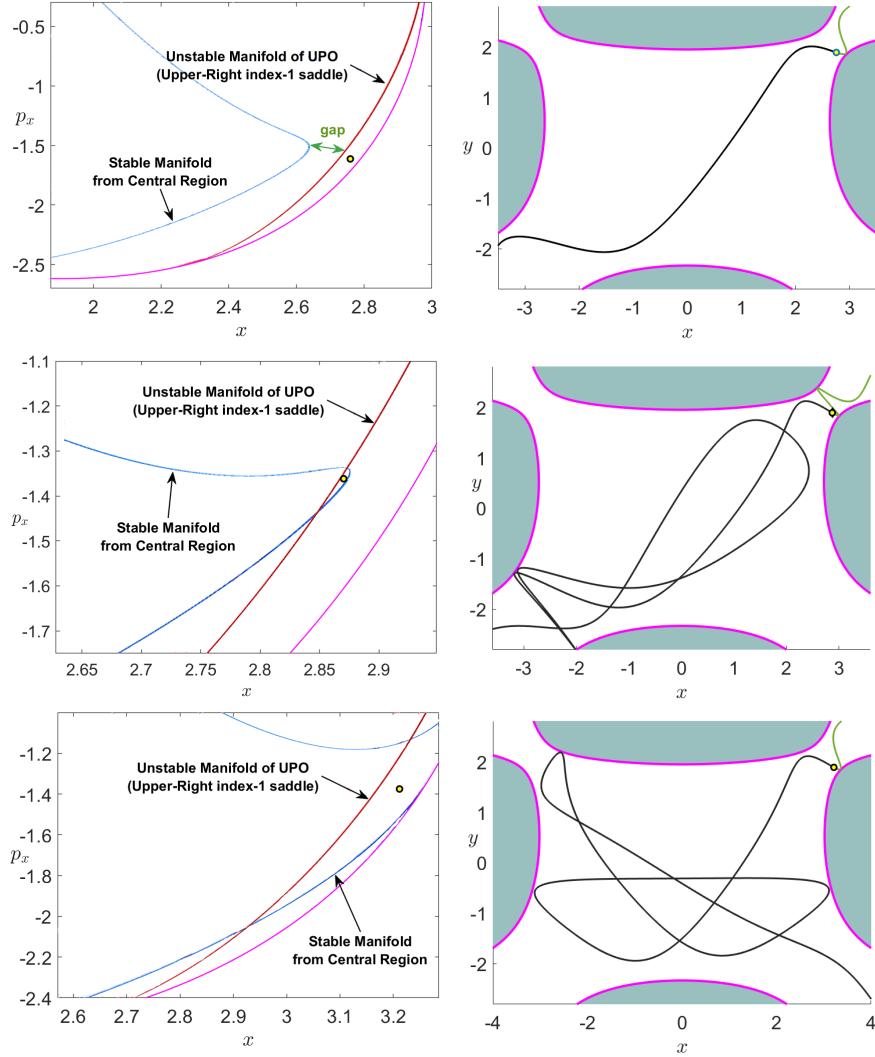 -0.5
-1
-1.5
-2
-2.5
p_x
Unstable Manifold of UPO
(Upper-Right index-1 saddle)
gap
Stable Manifold
from Central Region
2 2.2 2.4 2.6 2.8 3
x
2
1
0
-1
-2
y
-3 -2 -1 0 1 2 3
x
-1.1
-1.2
-1.3
-1.4
-1.5
-1.6
-1.7
p_x
Unstable Manifold of UPO
(Upper-Right index-1 saddle)
Stable Manifold
from Central Region
2.65 2.7 2.75 2.8 2.85 2.9
x
2
1
0
-1
-2
y
-2 0 2
x
-1.2
-1.4
-1.6
-1.8
-2
-2.2
-2.4
p_x
Unstable Manifold of UPO
(Upper-Right index-1 saddle)
Stable Manifold
from Central Region
2.6 2.7 2.8 2.9 3 3.1 3.2
x
2
1
0
-1
-2
y
-4 -2 0 2 4
x